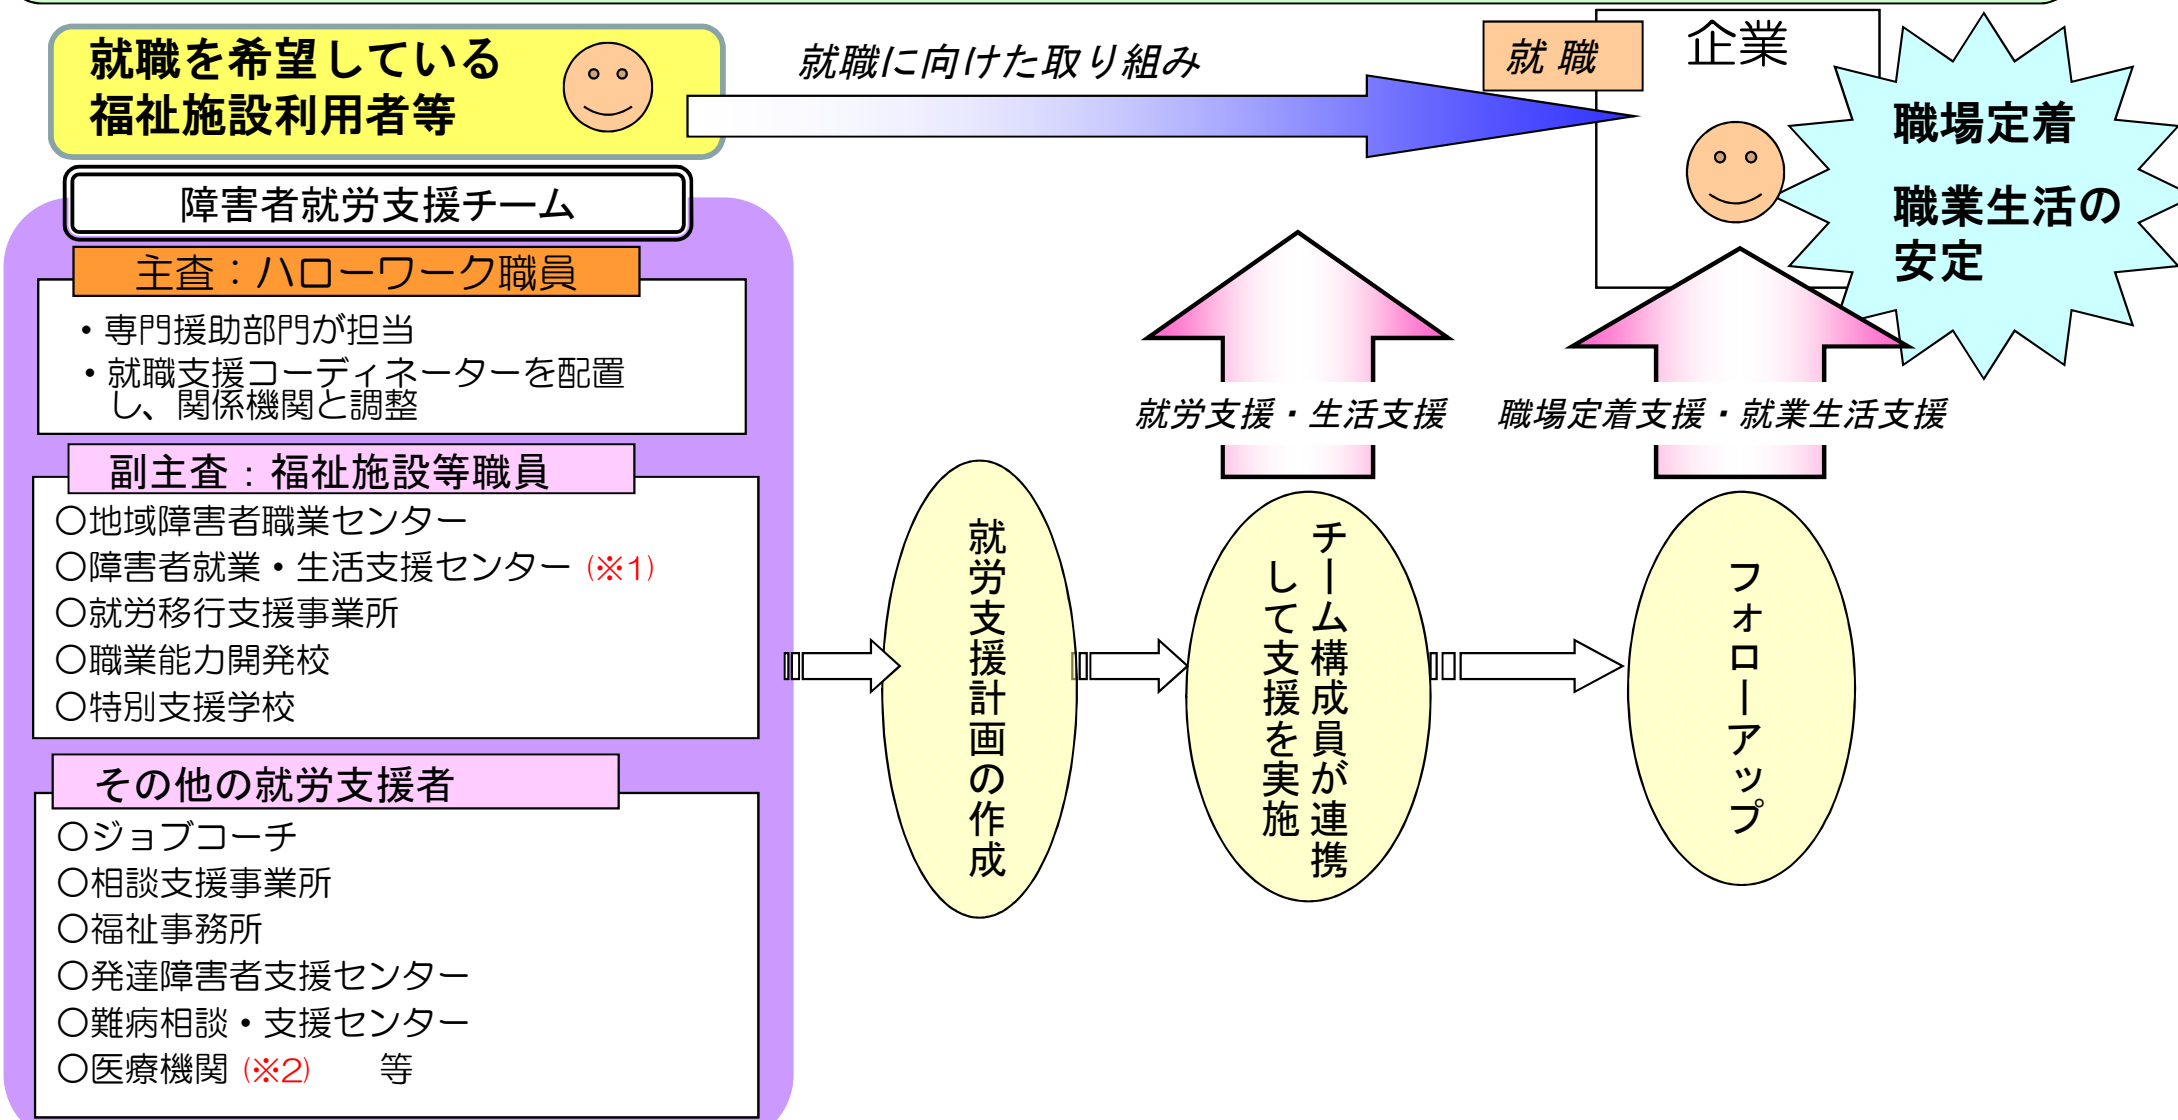 就職を希望している
福祉施設利用者等
就職に向けた取り組み
就 職
企業
職場定着
職業生活の
安定
障害者就労支援チーム
主査：ハローワーク職員
・専門援助部門が担当
・就職支援コーディネーターを配置
し、関係機関と調整
副主査：福祉施設等職員
○地域障害者職業センター
○障害者就業・生活支援センター (※1)
○就労移行支援事業所
○職業能力開発校
○特別支援学校
その他の就労支援者
○ジョブコーチ
○相談支援事業所
○福祉事務所
○発達障害者支援センター
○難病相談・支援センター
○医療機関 (※2) 等
就労支援・生活支援
職場定着支援・就業生活支援
就労支援計画の作成
チーム構成員が連携
して支援を実施
フォローアップ